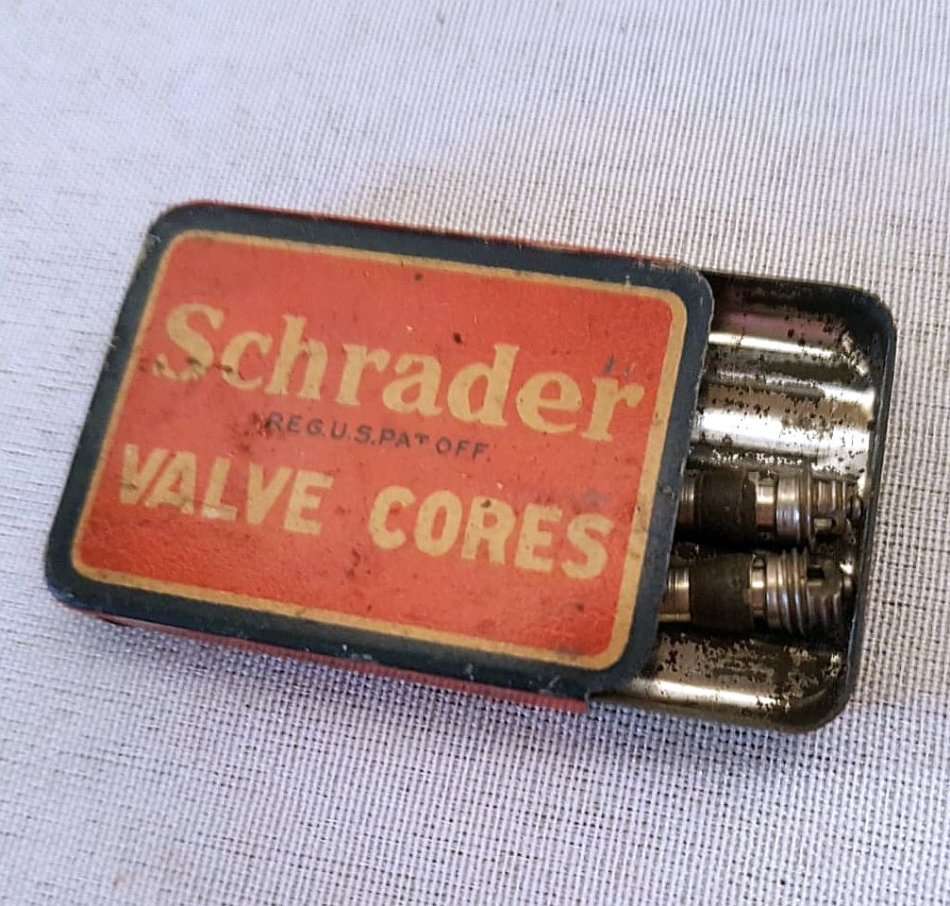 Schrader
REG.U.S.PAT OFF.
VALVE CORES